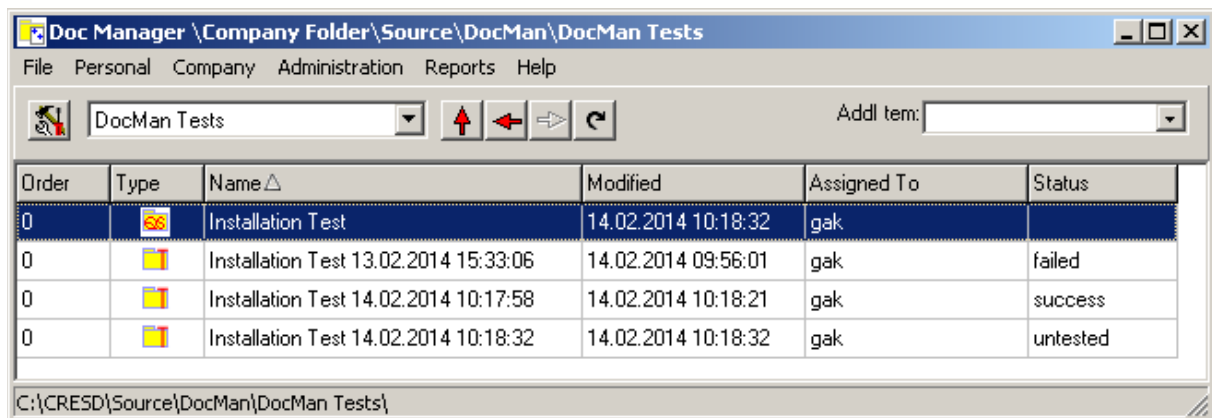 Doc Manager \Company Folder\Source\DocMan\DocMan Tests
File Personal Company Administration Reports Help
DocMan Tests Addl tem:
Order Type Name Modified Assigned To Status
0 Installation Test 14.02.2014 10:18:32 gak
0 Installation Test 13.02.2014 15:33:06 14.02.2014 09:56:01 gak failed
0 Installation Test 14.02.2014 10:17:58 14.02.2014 10:18:21 gak success
0 Installation Test 14.02.2014 10:18:32 14.02.2014 10:18:32 gak untested
C:\CRESD\Source\DocMan\DocMan Tests\